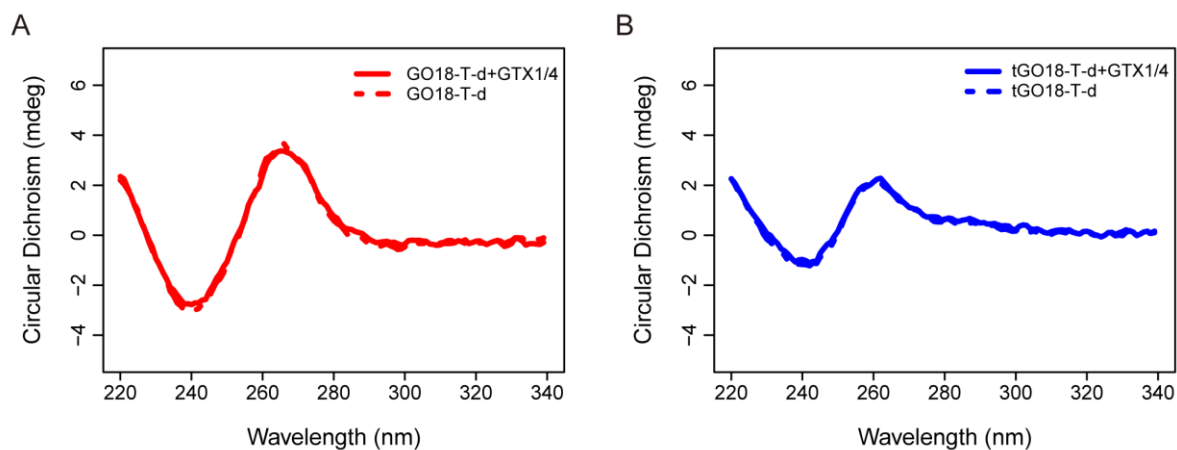 A
GO18-T-d+GTX1/4
GO18-T-d
Circular Dichroism (mdeg)
6
4
2
0
−2
−4
220 240 260 280 300 320 340
Wavelength (nm)
B
tGO18-T-d+GTX1/4
tGO18-T-d
Circular Dichroism (mdeg)
6
4
2
0
−2
−4
220 240 260 280 300 320 340
Wavelength (nm)